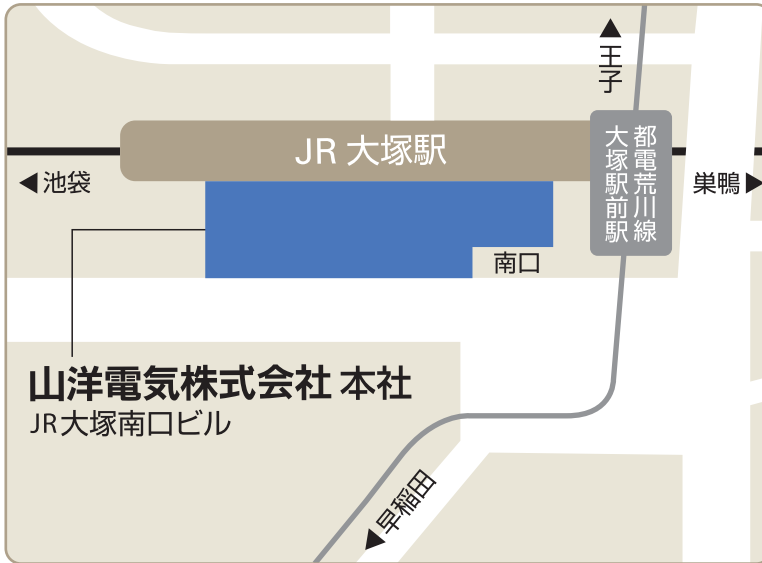 ▲王子
JR 大塚駅
都電荒川線
大塚駅前駅
◀池袋
巣鴨▶
南口
山洋電気株式会社 本社
JR大塚南口ビル
◀早稲田